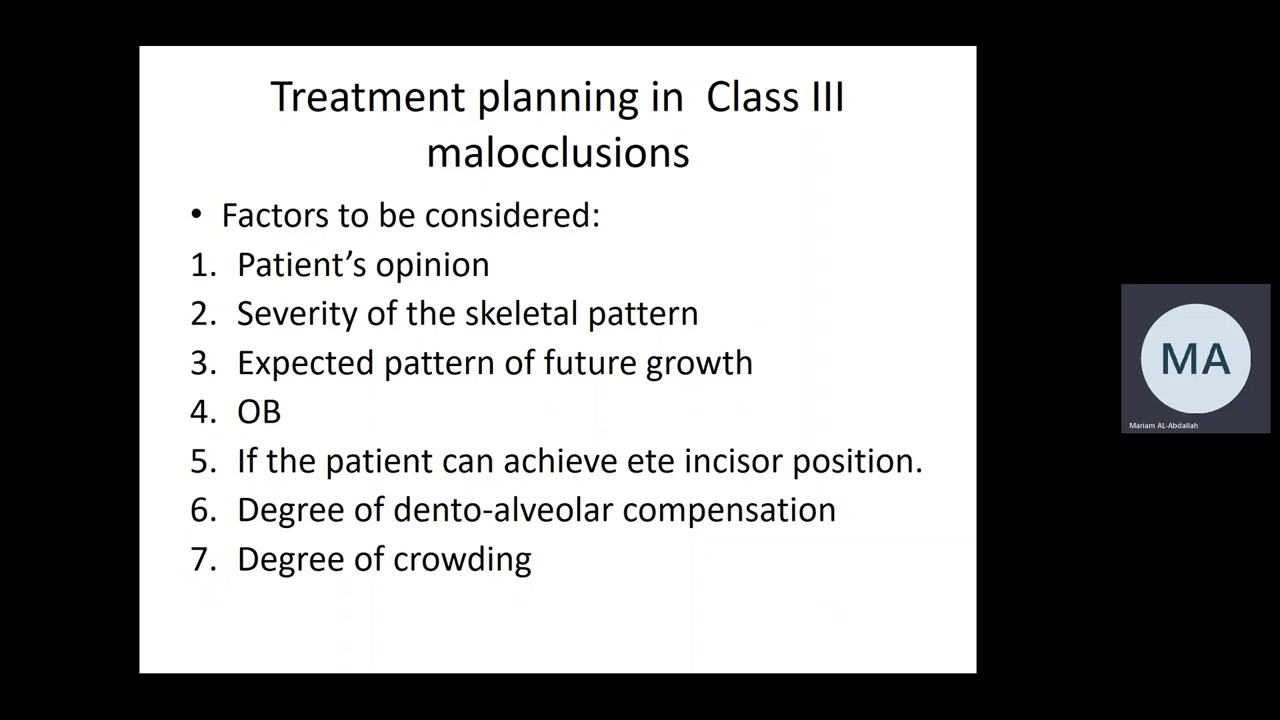 Treatment planning in Class III
malocclusions
• Factors to be considered:
1. Patient’s opinion
2. Severity of the skeletal pattern
3. Expected pattern of future growth
4. OB
5. If the patient can achieve ete incisor position.
6. Degree of dento-alveolar compensation
7. Degree of crowding
MA
Mariam AL-Abdallah